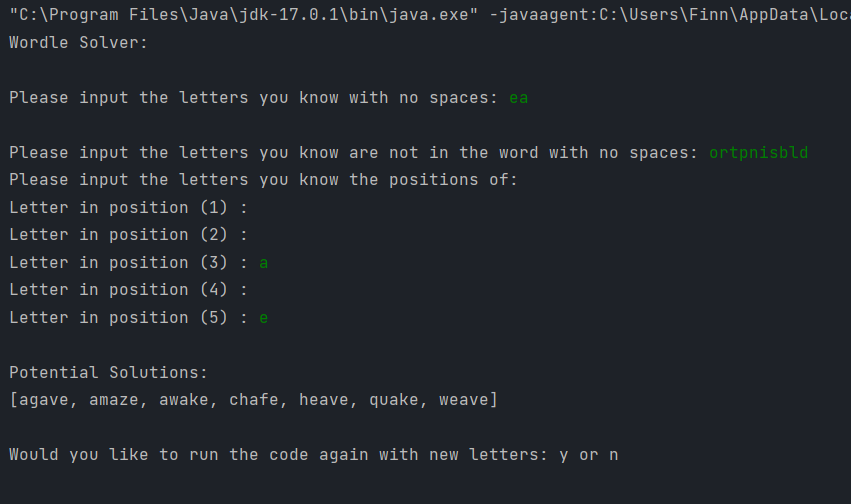 "C:\Program Files\Java\jdk-17.0.1\bin\java.exe" -javaagent:C:\Users\Finn\AppData\Loca
Wordle Solver:
Please input the letters you know with no spaces: ea
Please input the letters you know are not in the word with no spaces: ortpnisbld
Please input the letters you know the positions of:
Letter in position (1) :
Letter in position (2) :
Letter in position (3) : a
Letter in position (4) :
Letter in position (5) : e
Potential Solutions:
[agave, amaze, awake, chafe, heave, quake, weave]
Would you like to run the code again with new letters: y or n